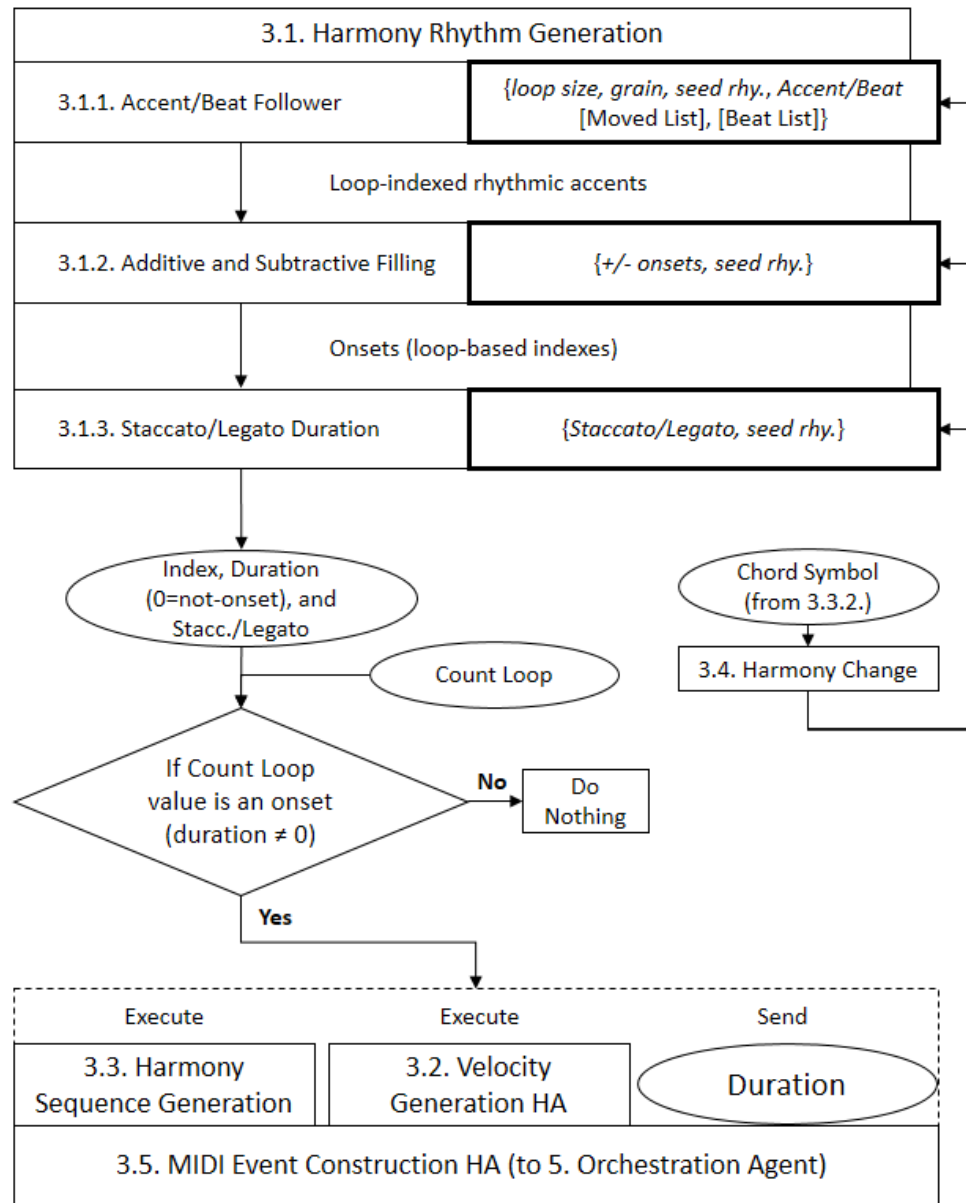 3.1. Harmony Rhythm Generation
3.1.1. Accent/Beat Follower
{loop size, grain, seed rhy., Accent/Beat
[Moved List], [Beat List]}
Loop-indexed rhythmic accents
3.1.2. Additive and Subtractive Filling
{+/- onsets, seed rhy.}
Onsets (loop-based indexes)
3.1.3. Staccato/Legato Duration
{Staccato/Legato, seed rhy.}
Index, Duration
(0=not-onset), and
Stacc./Legato
Chord Symbol
(from 3.3.2.)
Count Loop
3.4. Harmony Change
If Count Loop
value is an onset
(duration ≠ 0)
No
Do
Nothing
Yes
Execute
Execute
Send
3.3. Harmony
Sequence Generation
3.2. Velocity
Generation HA
Duration
3.5. MIDI Event Construction HA (to 5. Orchestration Agent)